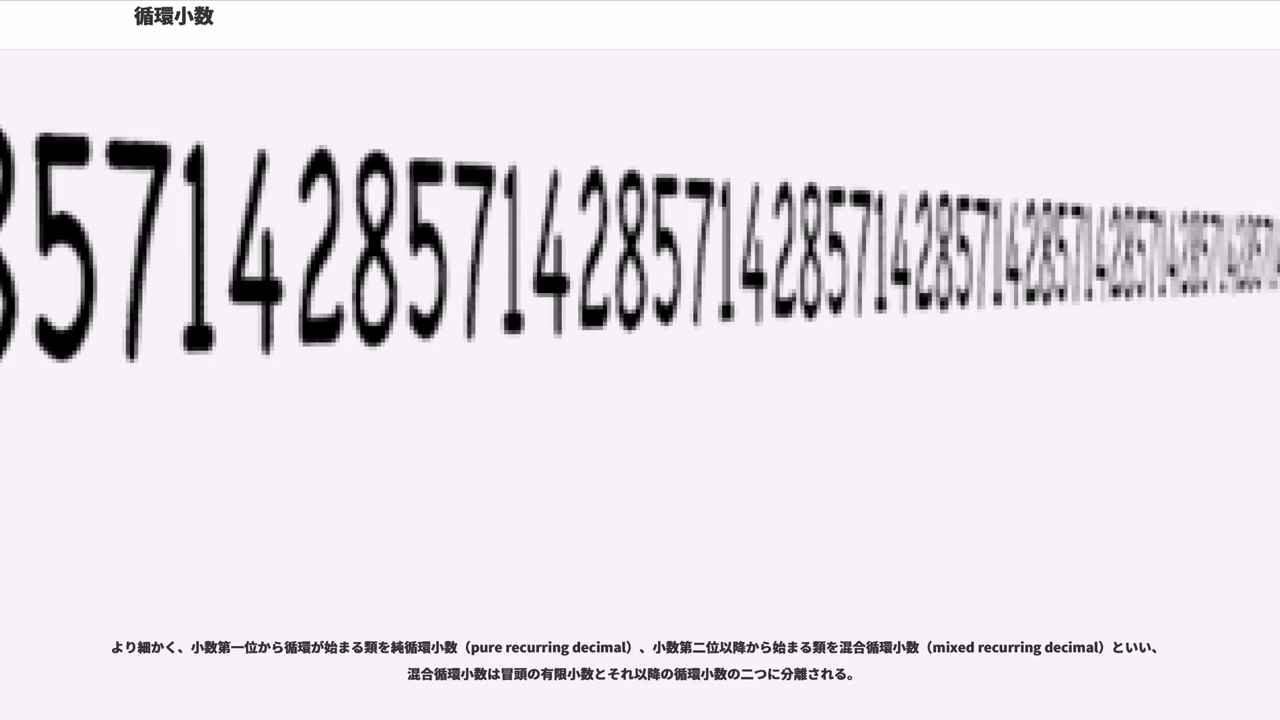 循環小数
857142857142857142857142857142857142857142857142857
より細かく、小数第一位から循環が始まる類を純循環小数（pure recurring decimal）、小数第二位以降から始まる類を混合循環小数（mixed recurring decimal）といい、
混合循環小数は冒頭の有限小数とそれ以降の循環小数の二つに分離される。